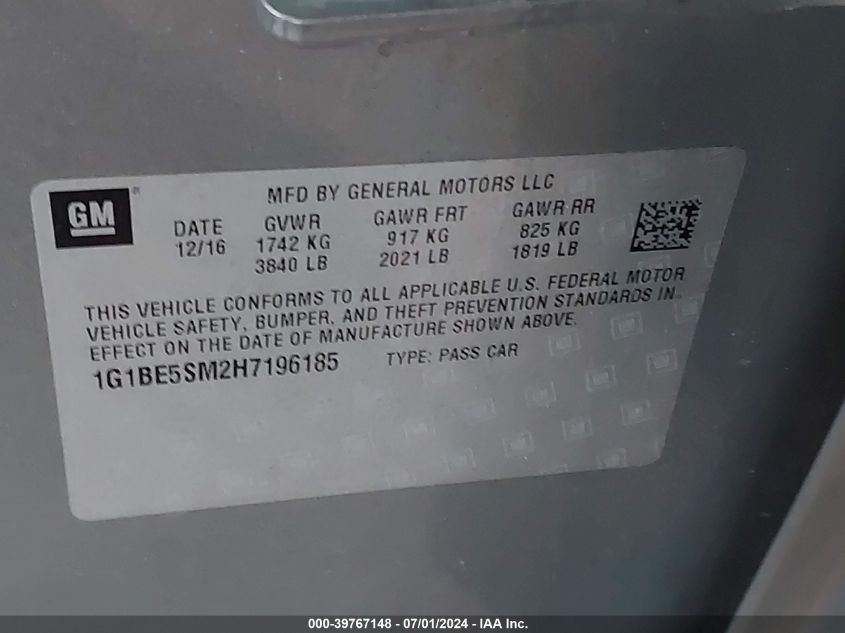 GM ®
MFD BY GENERAL MOTORS LLC
DATE GVWR GAWR FRT GAWR RR
12/16 1742 KG 917 KG 825 KG
3840 LB 2021 LB 1819 LB
THIS VEHICLE CONFORMS TO ALL APPLICABLE U.S. FEDERAL MOTOR
VEHICLE SAFETY, BUMPER, AND THEFT PREVENTION STANDARDS IN
EFFECT ON THE DATE OF MANUFACTURE SHOWN ABOVE.
1G1BE5SM2H7196185 TYPE: PASS CAR
000-39767148 - 07/01/2024 - IAA Inc.